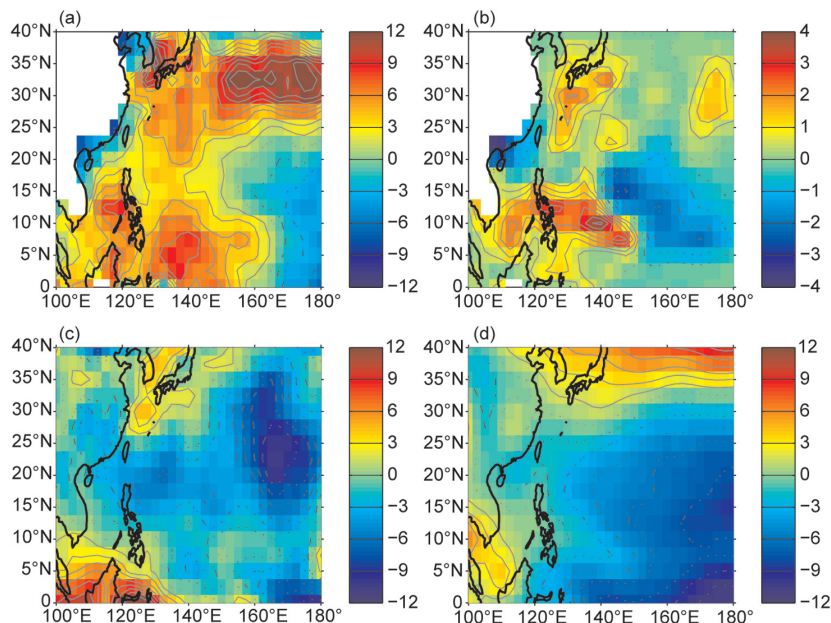 (a)
(b)
40°N
35°N
30°N
25°N
20°N
15°N
10°N
5°N
0
100°E
120°E
140°E
160°E
180°
12
9
6
3
0
−3
−6
−9
−12
40°N
35°N
30°N
25°N
20°N
15°N
10°N
5°N
0
100°E
120°E
140°E
160°E
180°
4
3
2
1
0
−1
−2
−3
−4
(c)
(d)
40°N
35°N
30°N
25°N
20°N
15°N
10°N
5°N
0
100°E
120°E
140°E
160°E
180°
12
9
6
3
0
−3
−6
−9
−12
40°N
35°N
30°N
25°N
20°N
15°N
10°N
5°N
0
100°E
120°E
140°E
160°E
180°
12
9
6
3
0
−3
−6
−9
−12